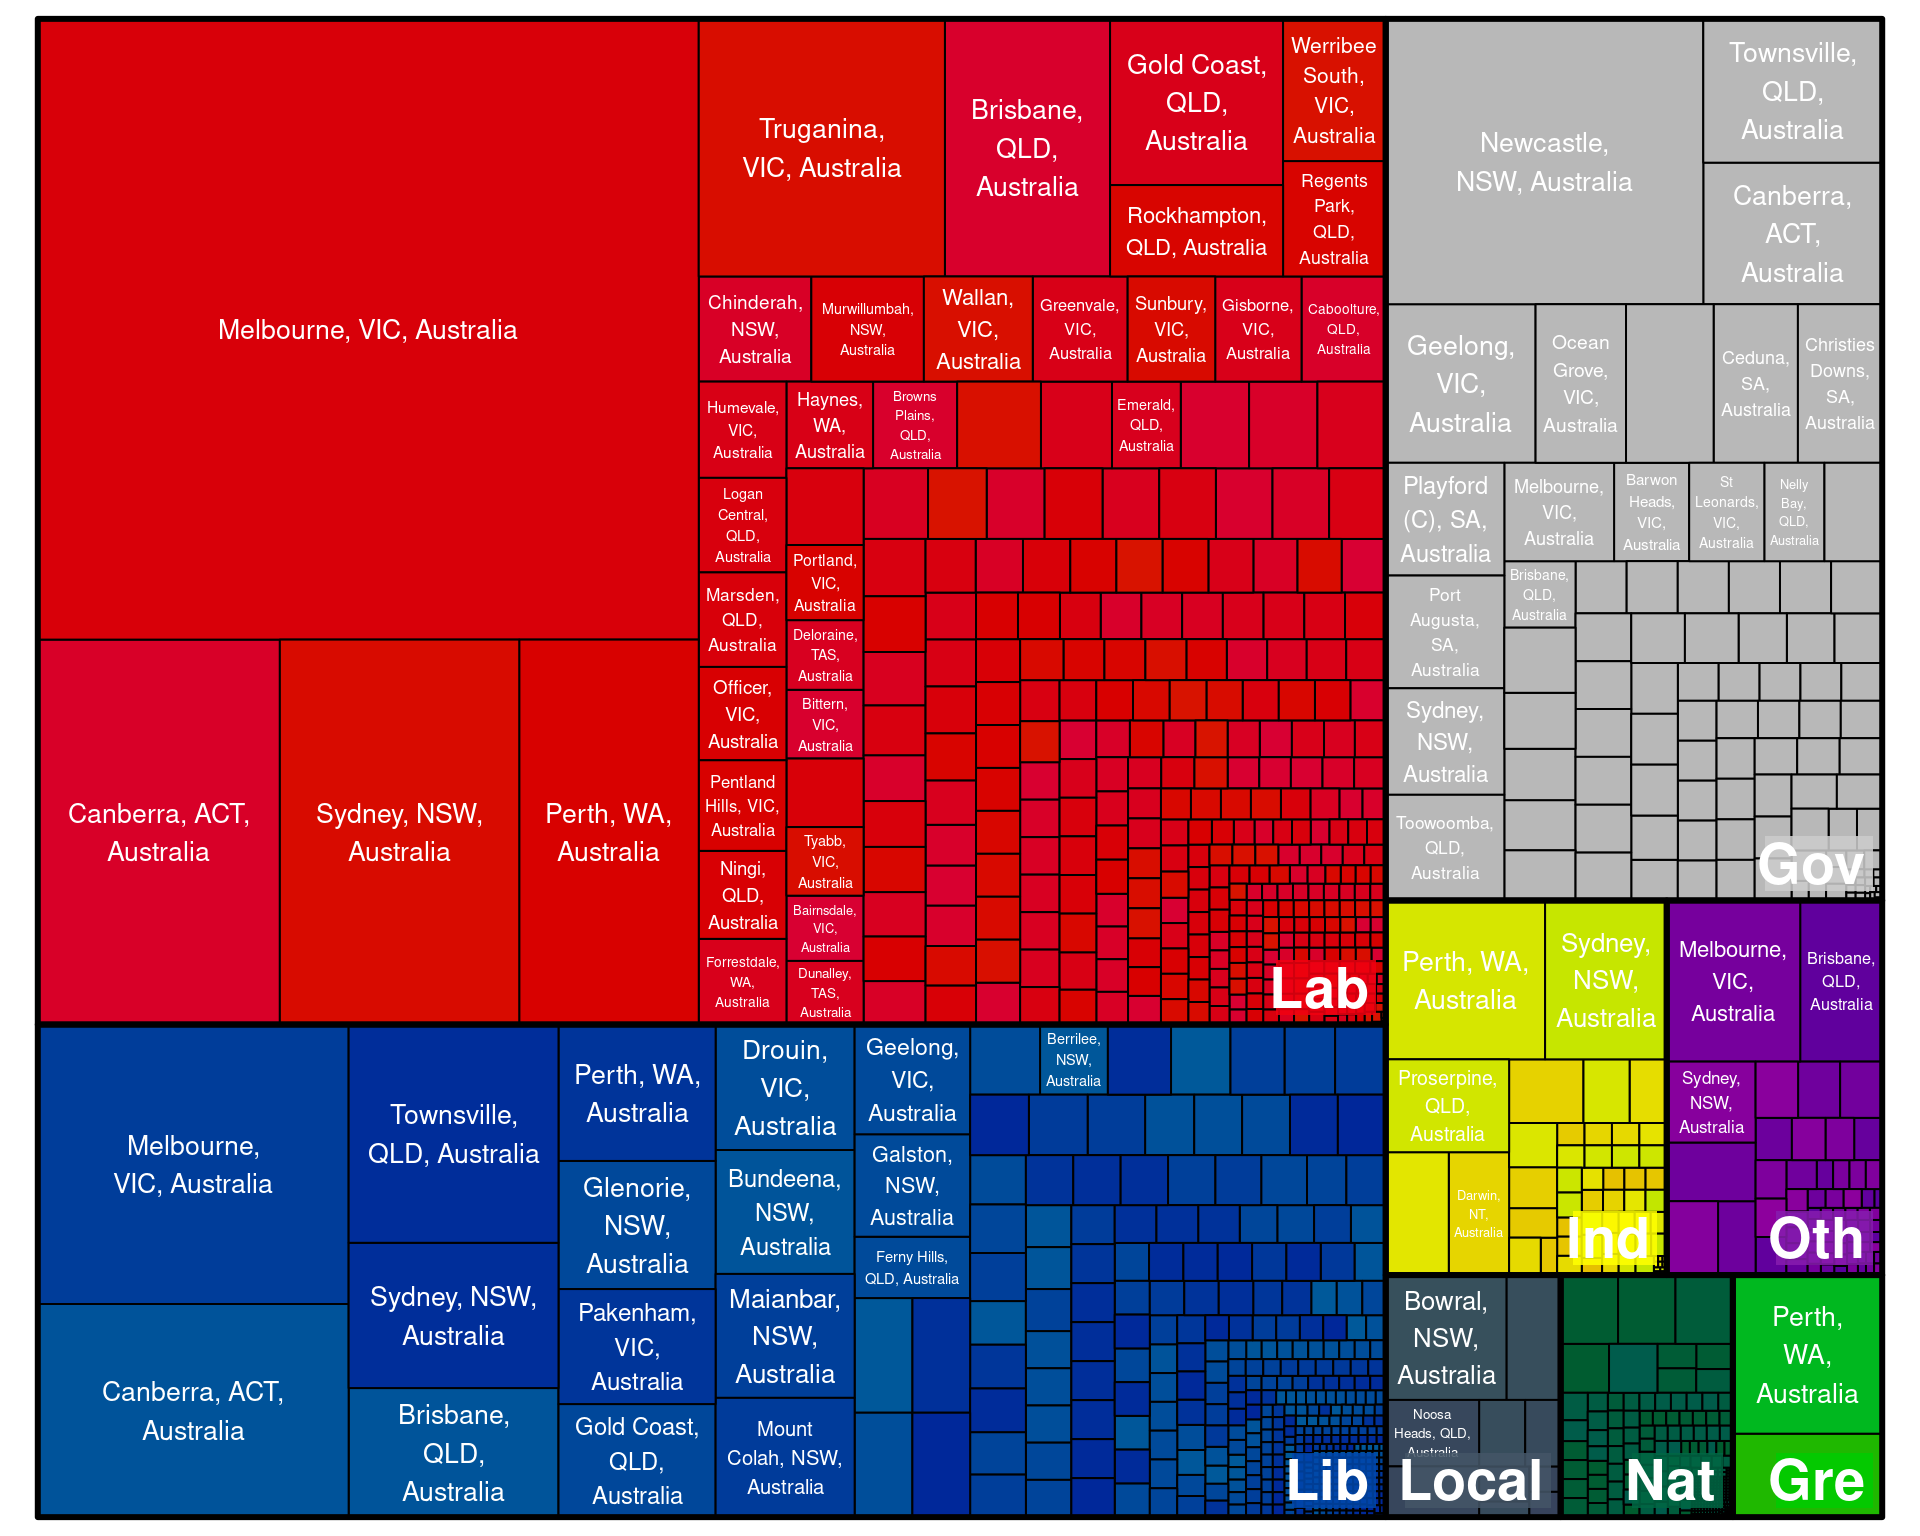 Melbourne, VIC, Australia
Canberra, ACT,
Australia
Sydney, NSW,
Australia
Perth, WA,
Australia
Truganina,
VIC, Australia
Brisbane,
QLD,
Australia
Gold Coast,
QLD,
Australia
Rockhampton,
QLD, Australia
Werribee
South,
VIC,
Australia
Regents
Park,
QLD,
Australia
Chinderah,
NSW,
Australia
Murwillumbah,
NSW,
Australia
Wallan,
VIC,
Australia
Greenvale,
VIC,
Australia
Sunbury,
VIC,
Australia
Gisborne,
VIC,
Australia
Caboolture,
QLD,
Australia
Humevale,
VIC,
Australia
Haynes,
WA,
Australia
Browns
Plains,
QLD,
Australia
Emerald,
QLD,
Australia
Logan
Central,
QLD,
Australia
Marsden,
QLD,
Australia
Officer,
VIC,
Australia
Pentland
Hills, VIC,
Australia
Ningi,
QLD,
Australia
Forrestdale,
WA,
Australia
Portland,
VIC,
Australia
Deloraine,
TAS,
Australia
Bittern,
VIC,
Australia
Tyabb,
VIC,
Australia
Bairnsdale,
VIC,
Australia
Dunalley,
TAS,
Australia
Lab
Newcastle,
NSW, Australia
Townsville,
QLD,
Australia
Canberra,
ACT,
Australia
Geelong,
VIC,
Australia
Ocean
Grove,
VIC,
Australia
Ceduna,
SA,
Australia
Christies
Downs,
SA,
Australia
Playford
(C), SA,
Australia
Melbourne,
VIC,
Australia
Barwon
Heads,
VIC,
Australia
St
Leonards,
VIC,
Australia
Nelly
Bay,
QLD,
Australia
Brisbane,
QLD,
Australia
Port
Augusta,
SA,
Australia
Sydney,
NSW,
Australia
Toowoomba,
QLD,
Australia
Gov
Melbourne,
VIC, Australia
Canberra, ACT,
Australia
Townsville,
QLD, Australia
Sydney, NSW,
Australia
Brisbane,
QLD,
Australia
Perth, WA,
Australia
Glenorie,
NSW,
Australia
Pakenham,
VIC,
Australia
Gold Coast,
QLD,
Australia
Drouin,
VIC,
Australia
Bundeena,
NSW,
Australia
Maianbar,
NSW,
Australia
Mount
Colah, NSW,
Australia
Geelong,
VIC,
Australia
Galston,
NSW,
Australia
Ferny Hills,
QLD, Australia
Berrilee,
NSW,
Australia
Lib
Perth, WA,
Australia
Sydney,
NSW,
Australia
Proserpine,
QLD,
Australia
Darwin,
NT,
Australia
Ind
Melbourne,
VIC,
Australia
Brisbane,
QLD,
Australia
Sydney,
NSW,
Australia
Oth
Bowral,
NSW,
Australia
Noosa
Heads, QLD,
Australia
Local
Nat
Perth,
WA,
Australia
Gre